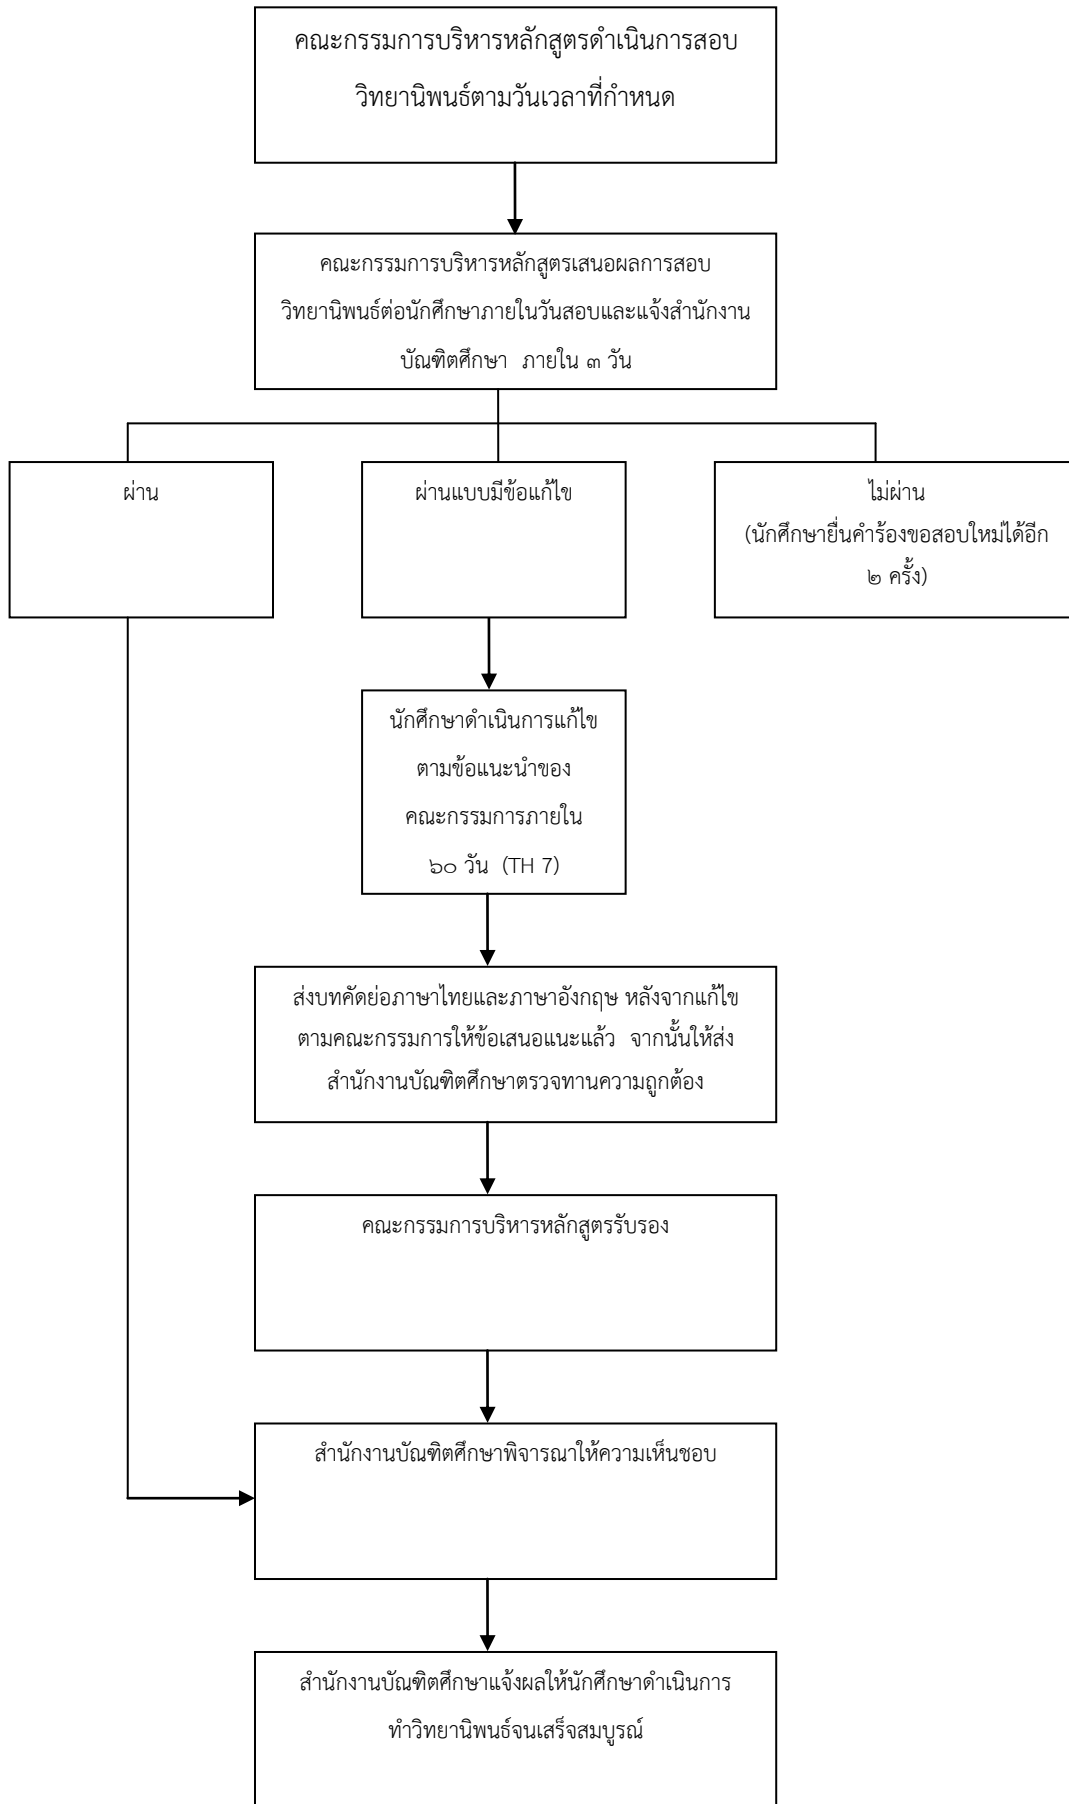 คณะกรรมการบริหารหลักสูตรดำเนินการสอบ
วิทยานิพนธ์ตามวันเวลาที่กำหนด
คณะกรรมการบริหารหลักสูตรเสนอผลการสอบ
วิทยานิพนธ์ต่อนักศึกษาภายในวันสอบและแจ้งสำนักงาน
บัณฑิตศึกษา ภายใน ๓ วัน
ผ่าน
ผ่านแบบมีข้อแก้ไข
ไม่ผ่าน
(นักศึกษายื่นคำร้องขอสอบใหม่ได้อีก
๒ ครั้ง)
นักศึกษาดำเนินการแก้ไข
ตามข้อแนะนำของ
คณะกรรมการภายใน
๖๐ วัน (TH 7)
ส่งบทคัดย่อภาษาไทยและภาษาอังกฤษ หลังจากแก้ไข
ตามคณะกรรมการให้ข้อเสนอแนะแล้ว จากนั้นให้ส่ง
สำนักงานบัณฑิตศึกษาตรวจทานความถูกต้อง
คณะกรรมการบริหารหลักสูตรรับรอง
สำนักงานบัณฑิตศึกษาพิจารณาให้ความเห็นชอบ
สำนักงานบัณฑิตศึกษาแจ้งผลให้นักศึกษาดำเนินการ
ทำวิทยานิพนธ์จนเสร็จสมบูรณ์